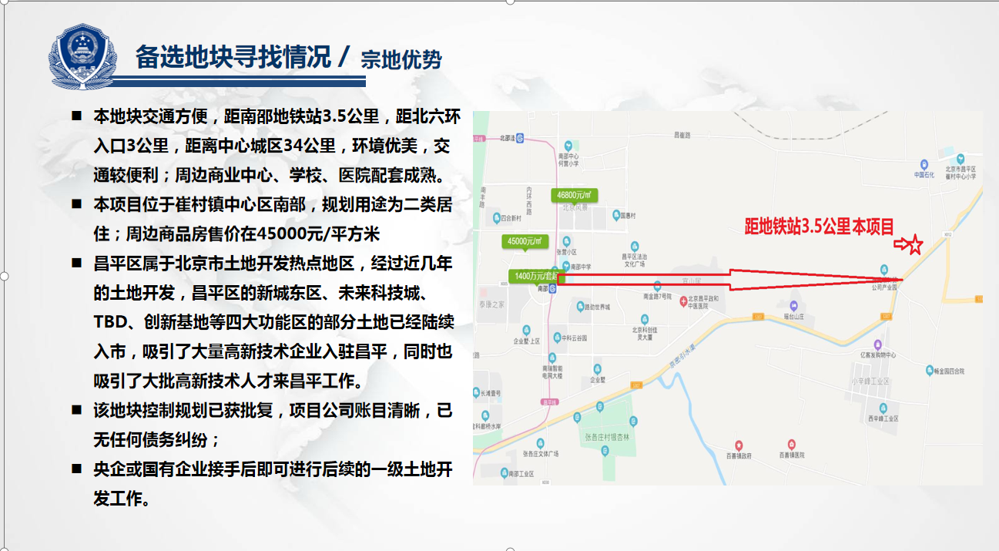 备选地块寻找情况 / 宗地优势
■ 本地块交通方便，距南邵地铁站3.5公里，距北六环
入口3公里，距离中心城区34公里，环境优美，交
通较便利；周边商业中心、学校、医院配套成熟。
■ 本项目位于崔村镇中心区南部，规划用途为二类居
住；周边商品房售价在45000元/平方米
■ 昌平区属于北京市土地开发热点地区，经过近几年
的土地开发，昌平区的新城东区、未来科技城、
TBD、创新基地等四大功能区的部分土地已经陆续
入市，吸引了大量高新技术企业入驻昌平，同时也
吸引了大批高新技术人才来昌平工作。
■ 该地块控制规划已获批复，项目公司账目清晰，已
无任何债务纠纷；
■ 央企或国有企业接手后即可进行后续的一级土地开
发工作。
北邵洼
昌崔路
南邵中心
何营小学
中国石化
北京市昌平区
崔村中心小学
南丰路
内环西路
46800元/㎡
北京风景
四合新村
国惠村
距地铁站3.5公里本项目
45000元/㎡
张营小区
昌平区法治
文化广场
南邵中学
1400万元/套起
南邵
公司产业园
泰康之家
南金路7号院
北京昌平政和
中医医院
路劲世界城
瑶台山庄
北京科创佳
灵大厦
企业墅·上区
中科云谷园
京密引水渠
亿客发购物中心
南瑞智能
电网大楼
企业墅
小辛峰工业区
畅金园四合院
长滩壹号
昌平线
西辛峰工业区
金科廊桥水岸
张各庄村银杏林
张各庄文体广场
百善镇政府
百善镇医院
南邵工业区